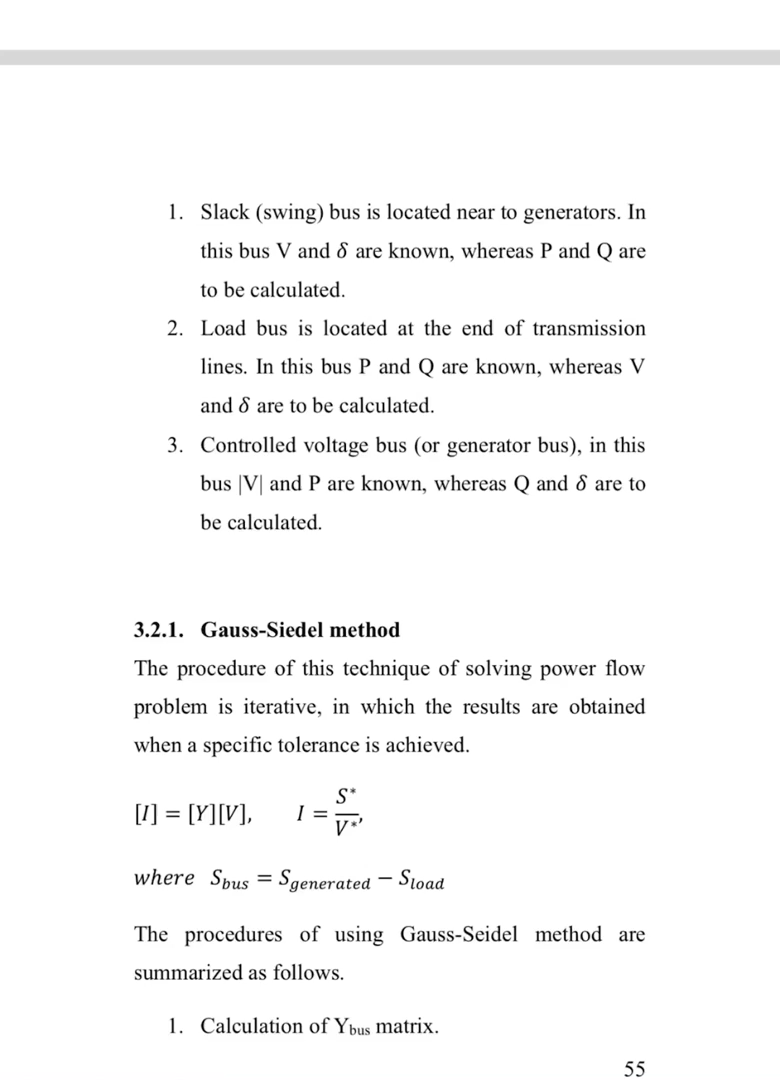 1. Slack (swing) bus is located near to generators. In
this bus V and δ are known, whereas P and Q are
to be calculated.
2. Load bus is located at the end of transmission
lines. In this bus P and Q are known, whereas V
and δ are to be calculated.
3. Controlled voltage bus (or generator bus), in this
bus |V| and P are known, whereas Q and δ are to
be calculated.
3.2.1. Gauss-Siedel method
The procedure of this technique of solving power flow
problem is iterative, in which the results are obtained
when a specific tolerance is achieved.
[I] = [Y][V], I = S*/V*,
where S_bus = S_generated − S_load
The procedures of using Gauss-Seidel method are
summarized as follows.
1. Calculation of Ybus matrix.
55